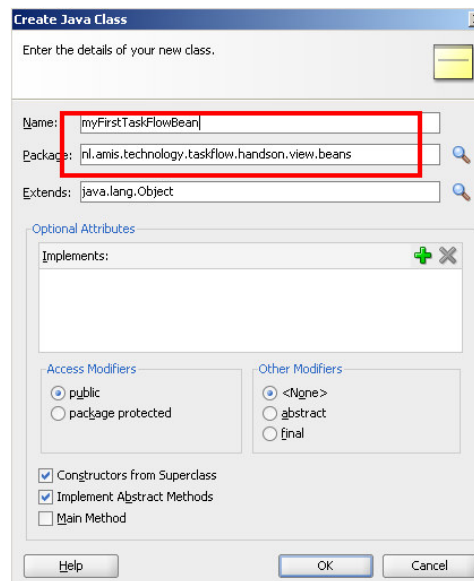 Create Java Class
Enter the details of your new class.
Name: myFirstTaskFlowBean
Package: nl.amis.technology.taskflow.handson.view.beans
Extends: java.lang.Object
Optional Attributes
Implements:
Access Modifiers
public
package protected
Other Modifiers
<None>
abstract
final
Constructors from Superclass
Implement Abstract Methods
Main Method
Help OK Cancel